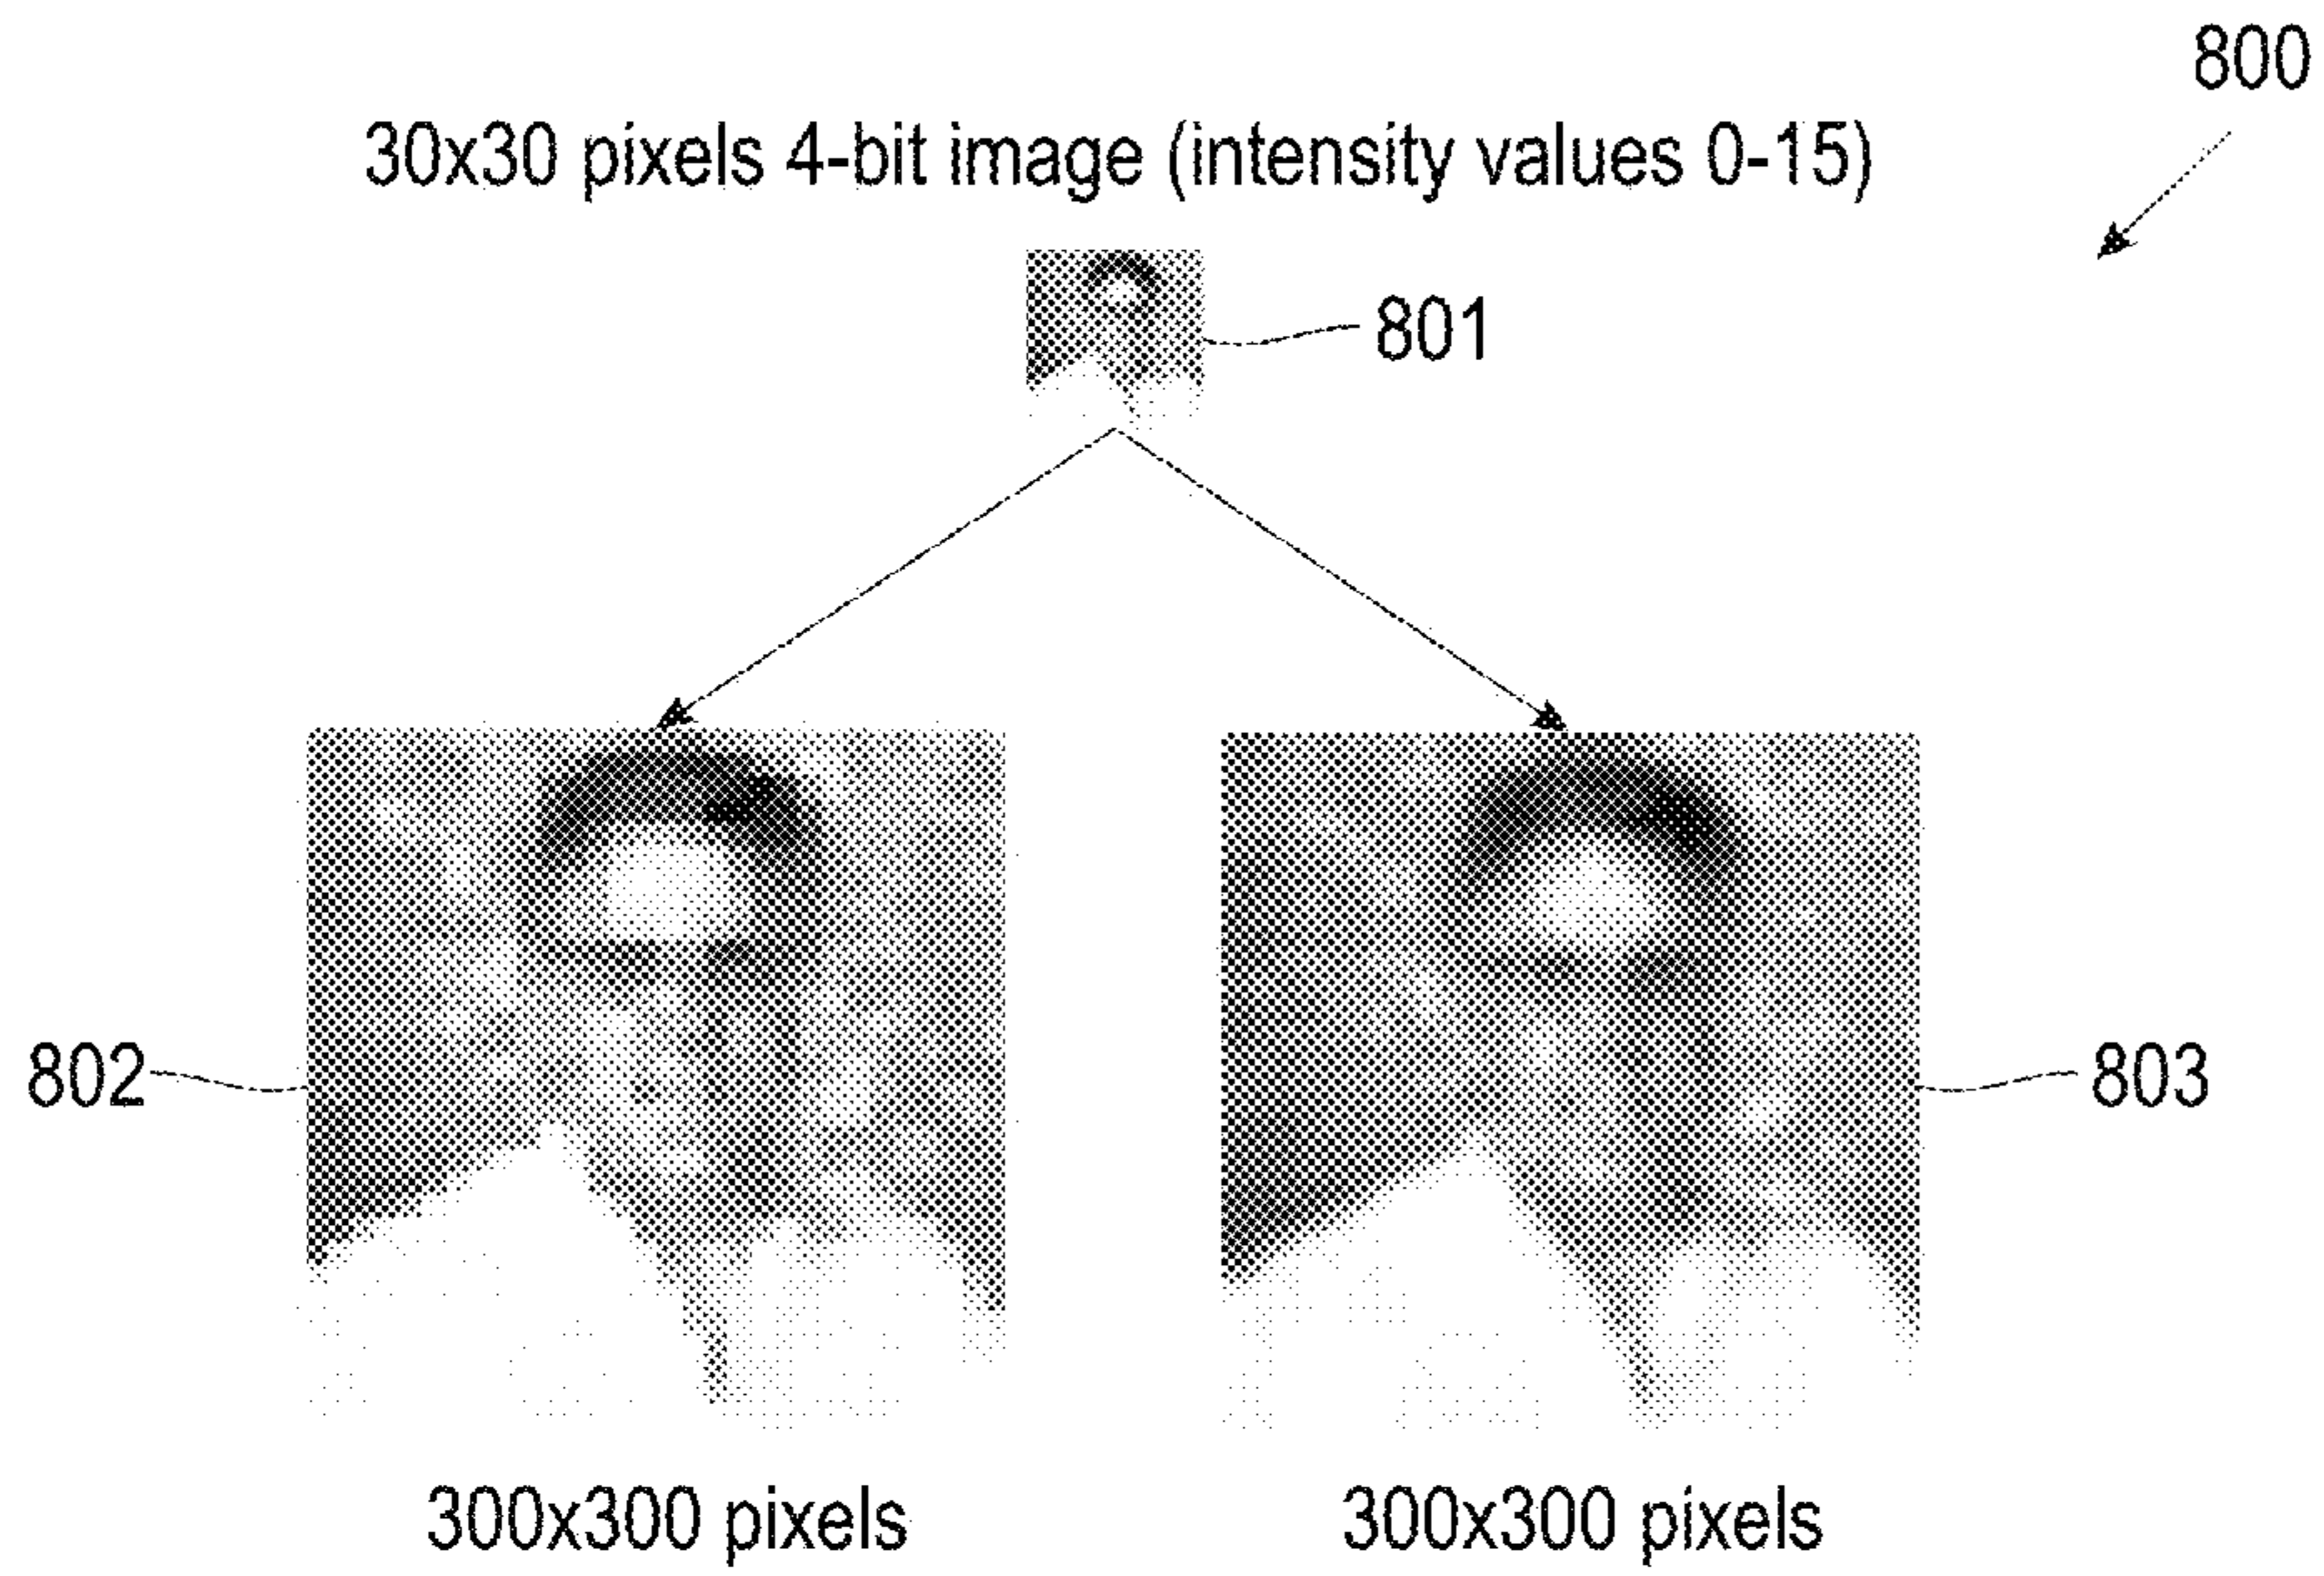 800
30x30 pixels 4-bit image (intensity values 0-15)
801
802
803
300x300 pixels
300x300 pixels